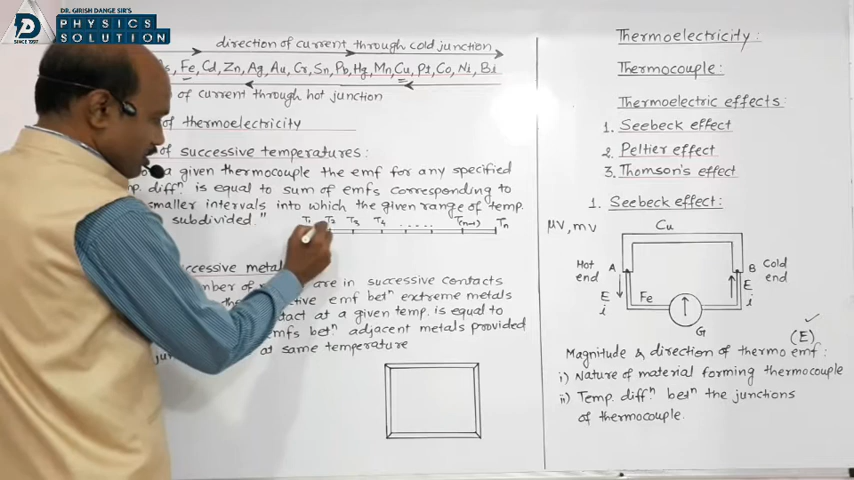 DR. GIRISH DANGE SIR'S
PHYSICS
SOLUTION
SINCE 1997
direction of current through cold junction
Fe, Cd, Zn, Ag, Au, Cr, Sn, Pb, Hg, Mn, Cu, Pt, Co, Ni, Bi
of current through hot junction
of thermoelectricity
of successive temperatures:
a given thermocouple the emf for any specified
diffⁿ is equal to sum of emfs corresponding to
smaller intervals into which the given range of temp.
subdivided."
T₁ T₂ T₃ T₄ ...... T(n-1) Tₙ
ccessive metal
number of are in successive contacts
the ctive emf betⁿ extreme metals
tact at a given temp. is equal to
emfs betⁿ adjacent metals provided
at same temperature
Thermoelectricity:
Thermocouple:
Thermoelectric effects:
1. Seebeck effect
2. Peltier effect
3. Thomson's effect
1. Seebeck effect:
μV, mV
Cu
Hot end
A
B
Cold end
E
i
Fe
E
i
G
(E)
Magnitude & direction of thermo emf:
i) Nature of material forming thermocouple
ii) Temp. diffⁿ betⁿ the junctions
of thermocouple.